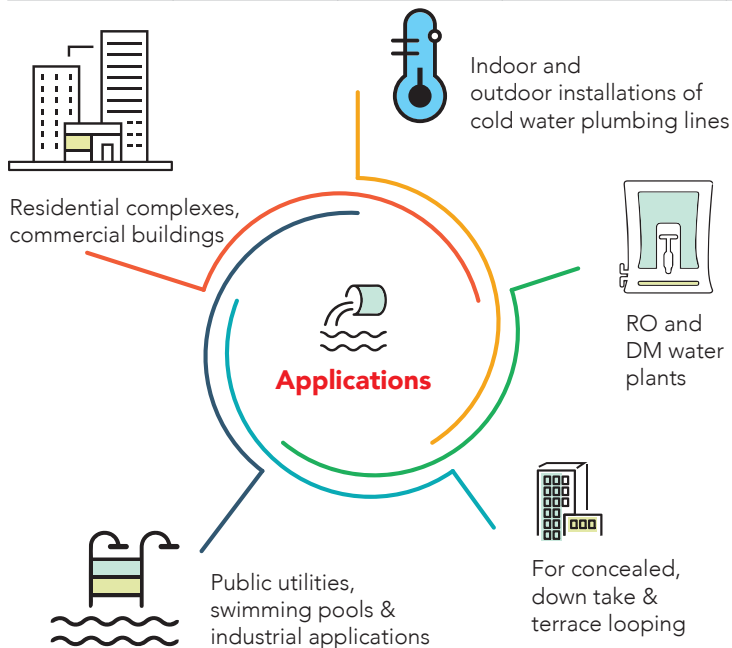 Indoor and
outdoor installations of
cold water plumbing lines
Residential complexes,
commercial buildings
RO and
DM water
plants
Applications
For concealed,
down take &
terrace looping
Public utilities,
swimming pools &
industrial applications